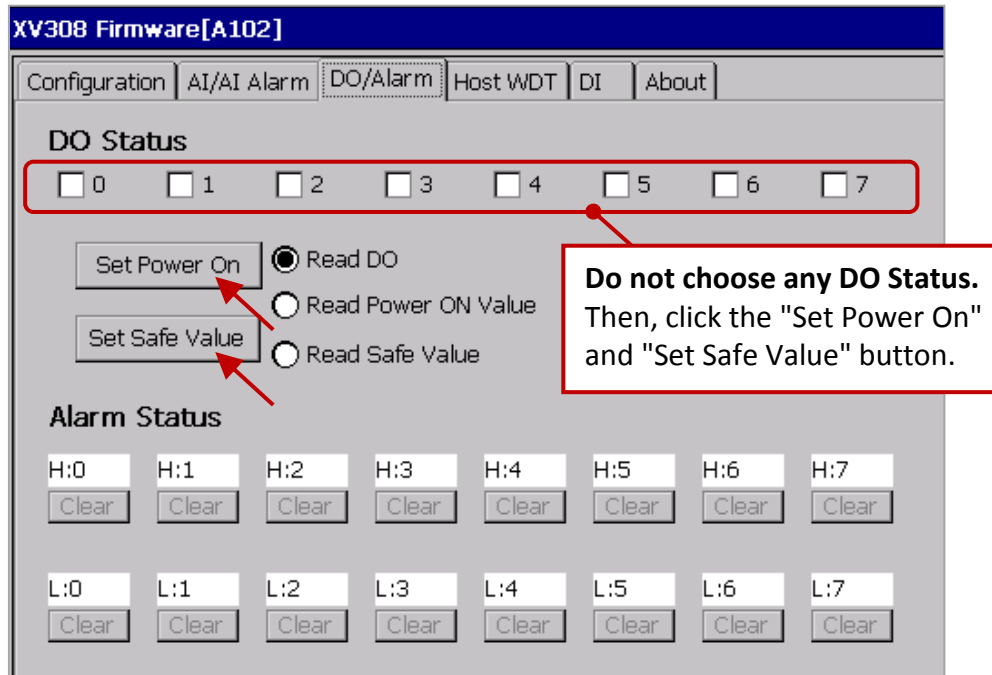 XV308 Firmware[A102]
Configuration AI/AI Alarm DO/Alarm Host WDT DI About
DO Status
0 1 2 3 4 5 6 7
Set Power On
Read DO
Read Power ON Value
Set Safe Value
Read Safe Value
Do not choose any DO Status.
Then, click the "Set Power On"
and "Set Safe Value" button.
Alarm Status
H:0 H:1 H:2 H:3 H:4 H:5 H:6 H:7
Clear Clear Clear Clear Clear Clear Clear Clear
L:0 L:1 L:2 L:3 L:4 L:5 L:6 L:7
Clear Clear Clear Clear Clear Clear Clear Clear